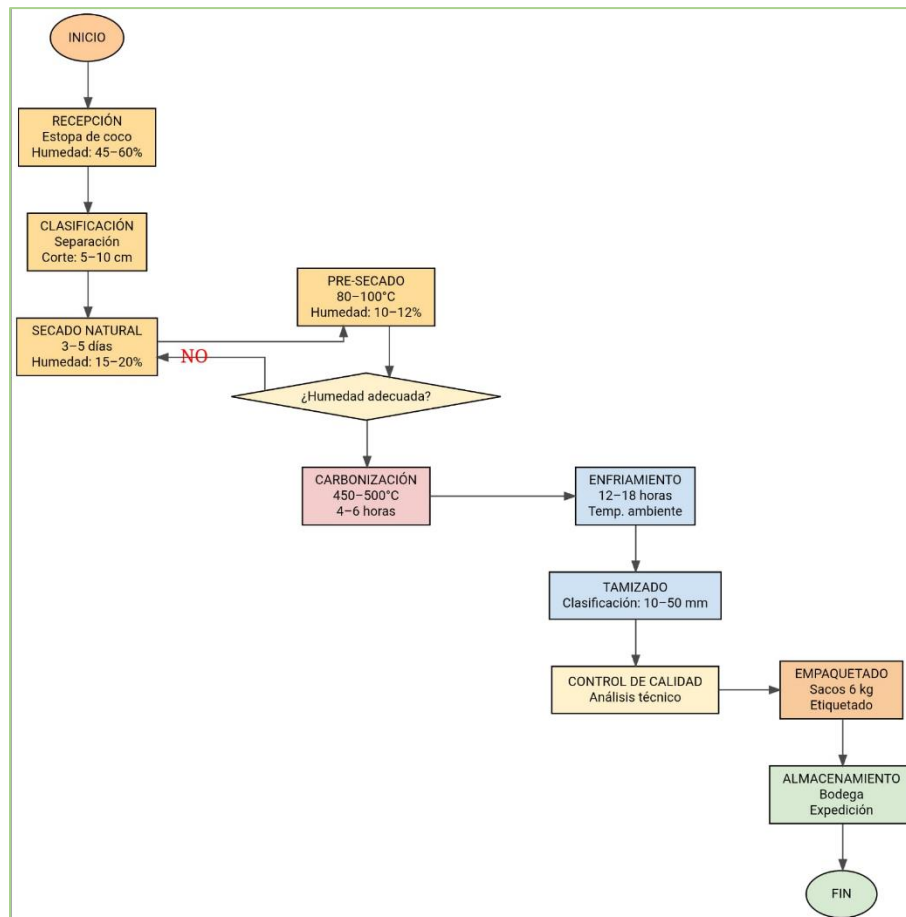 INICIO
RECEPCIÓN
Estopa de coco
Humedad: 45–60%
CLASIFICACIÓN
Separación
Corte: 5–10 cm
PRE-SECADO
80–100°C
Humedad: 10–12%
SECADO NATURAL
3–5 días
Humedad: 15–20%
NO
¿Humedad adecuada?
CARBONIZACIÓN
450–500°C
4–6 horas
ENFRIAMIENTO
12–18 horas
Temp. ambiente
TAMIZADO
Clasificación: 10–50 mm
CONTROL DE CALIDAD
Análisis técnico
EMPAQUETADO
Sacos 6 kg
Etiquetado
ALMACENAMIENTO
Bodega
Expedición
FIN